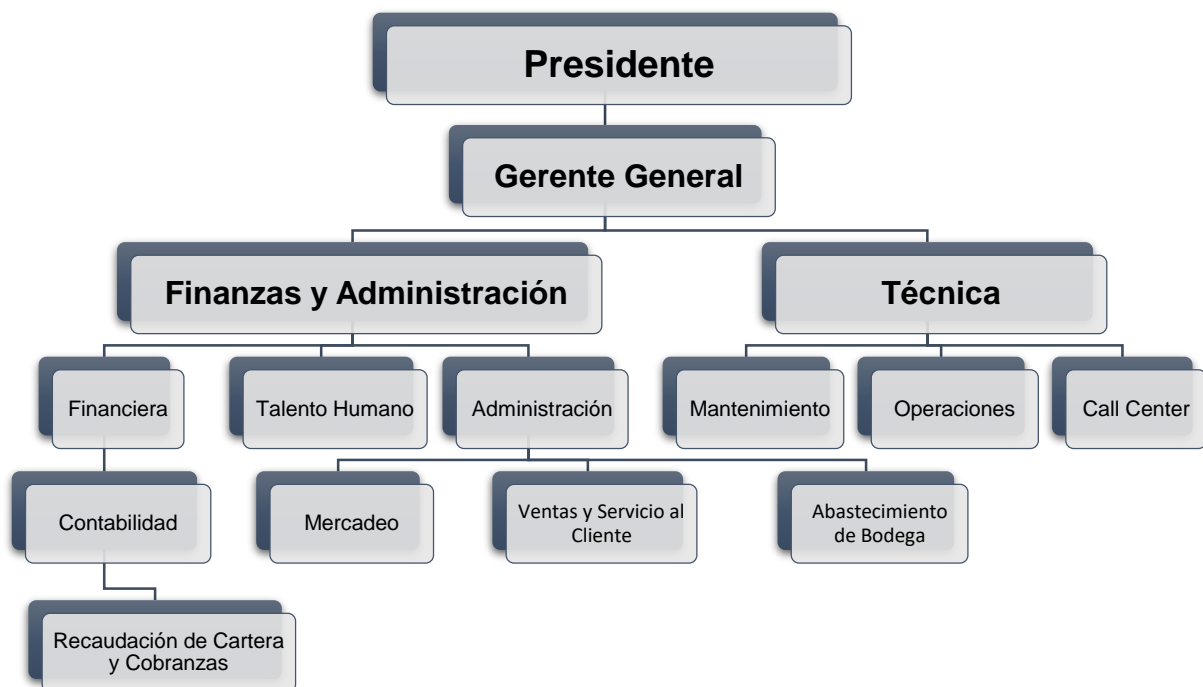 Presidente
Gerente General
Finanzas y Administración
Técnica
Financiera
Talento Humano
Administración
Mantenimiento
Operaciones
Call Center
Contabilidad
Mercadeo
Ventas y Servicio al
Cliente
Abastecimiento
de Bodega
Recaudación de Cartera
y Cobranzas